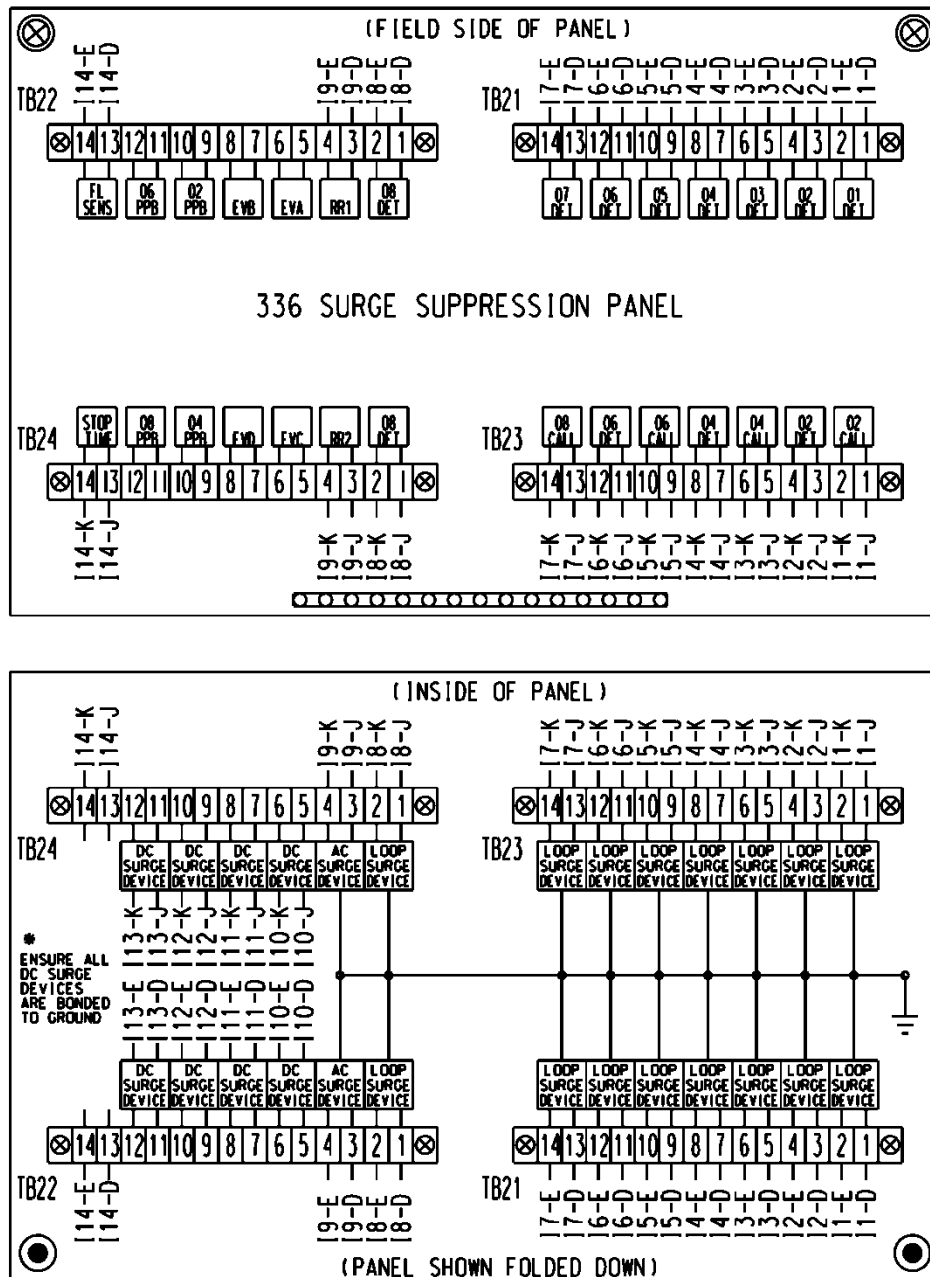 (FIELD SIDE OF PANEL)
I14-E I14-D I9-E I9-D I8-E I8-D I7-E I7-D I6-E I6-D I5-E I5-D I4-E I4-D I3-E I3-D I2-E I2-D I1-E I1-D
TB22 TB21
14 13 12 11 10 9 8 7 6 5 4 3 2 1 14 13 12 11 10 9 8 7 6 5 4 3 2 1
FL SENS 06 PPB 02 PPB EVB EVA RR1 08 DET 07 DET 06 DET 05 DET 04 DET 03 DET 02 DET 01 DET
336 SURGE SUPPRESSION PANEL
STOP TIME 08 PPB 04 PPB EVD EVC RR2 08 DET 08 CALL 06 DET 06 CALL 04 DET 04 CALL 02 DET 02 CALL
TB24 TB23
14 13 12 11 10 9 8 7 6 5 4 3 2 1 14 13 12 11 10 9 8 7 6 5 4 3 2 1
I14-K I14-J I9-K I9-J I8-K I8-J I7-K I7-J I6-K I6-J I5-K I5-J I4-K I4-J I3-K I3-J I2-K I2-J I1-K I1-J
(INSIDE OF PANEL)
I14-K I14-J I9-K I9-J I8-K I8-J I7-K I7-J I6-K I6-J I5-K I5-J I4-K I4-J I3-K I3-J I2-K I2-J I1-K I1-J
14 13 12 11 10 9 8 7 6 5 4 3 2 1 14 13 12 11 10 9 8 7 6 5 4 3 2 1
TB24 TB23
DC DC DC DC AC LOOP LOOP LOOP LOOP LOOP LOOP LOOP LOOP
SURGE SURGE SURGE SURGE SURGE SURGE SURGE SURGE SURGE SURGE SURGE SURGE SURGE
DEVICE DEVICE DEVICE DEVICE DEVICE DEVICE DEVICE DEVICE DEVICE DEVICE DEVICE DEVICE DEVICE
I13-K I13-J I12-K I12-J I11-K I11-J I10-K I10-J
*
ENSURE ALL
DC SURGE
DEVICES
ARE BONDED
TO GROUND
I13-E I13-D I12-E I12-D I11-E I11-D I10-E I10-D
DC DC DC DC AC LOOP LOOP LOOP LOOP LOOP LOOP LOOP LOOP
SURGE SURGE SURGE SURGE SURGE SURGE SURGE SURGE SURGE SURGE SURGE SURGE SURGE
DEVICE DEVICE DEVICE DEVICE DEVICE DEVICE DEVICE DEVICE DEVICE DEVICE DEVICE DEVICE DEVICE
14 13 12 11 10 9 8 7 6 5 4 3 2 1 14 13 12 11 10 9 8 7 6 5 4 3 2 1
TB22 TB21
I14-E I14-D I9-E I9-D I8-E I8-D I7-E I7-D I6-E I6-D I5-E I5-D I4-E I4-D I3-E I3-D I2-E I2-D I1-E I1-D
(PANEL SHOWN FOLDED DOWN)